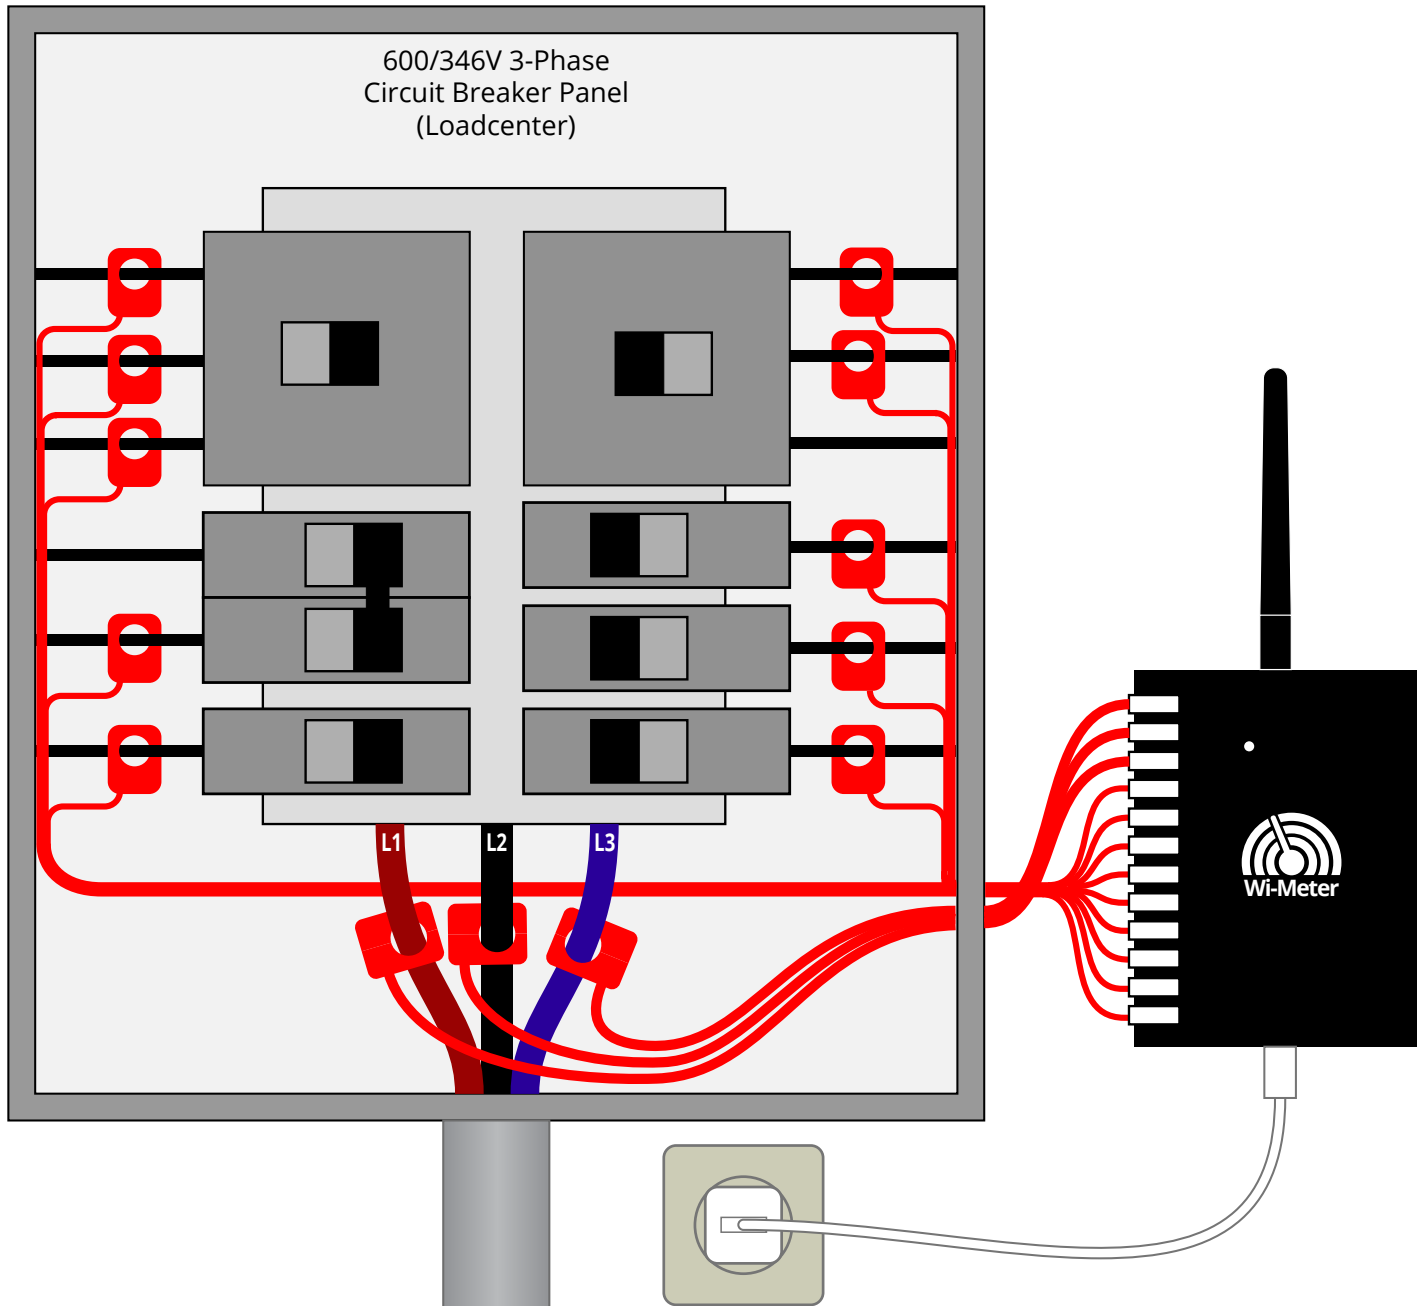 600/346V 3-Phase
Circuit Breaker Panel
(Loadcenter)
L1 L2 L3
Wi-Meter